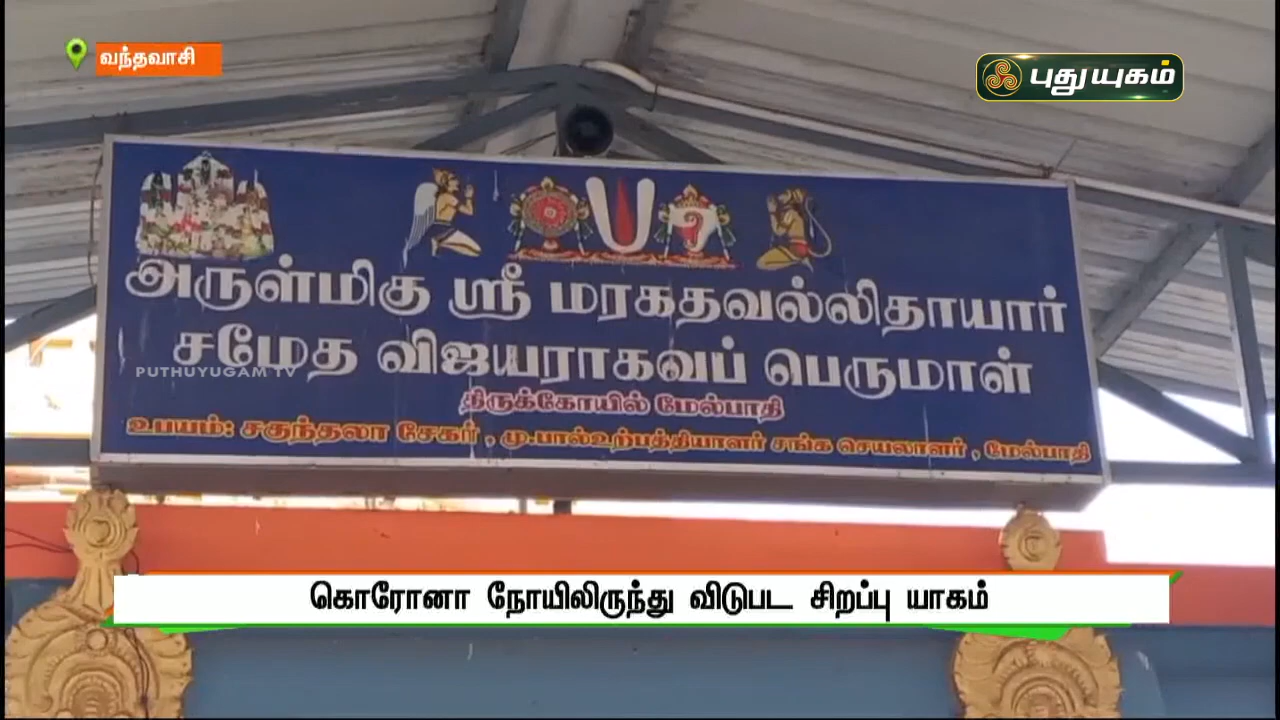 வந்தவாசி
புதுயுகம்
அருள்மிகு ஸ்ரீ மரகதவல்லிதாயார்
சமேத விஜயராகவப் பெருமாள்
PUTHUYUGAM TV
திருக்கோயில் மேல்பாதி
உபயம்: சகுந்தலா சேகர் , மு.பால்உற்பத்தியாளர் சங்க செயலாளர் , மேல்பாதி
கொரோனா நோயிலிருந்து விடுபட சிறப்பு யாகம்